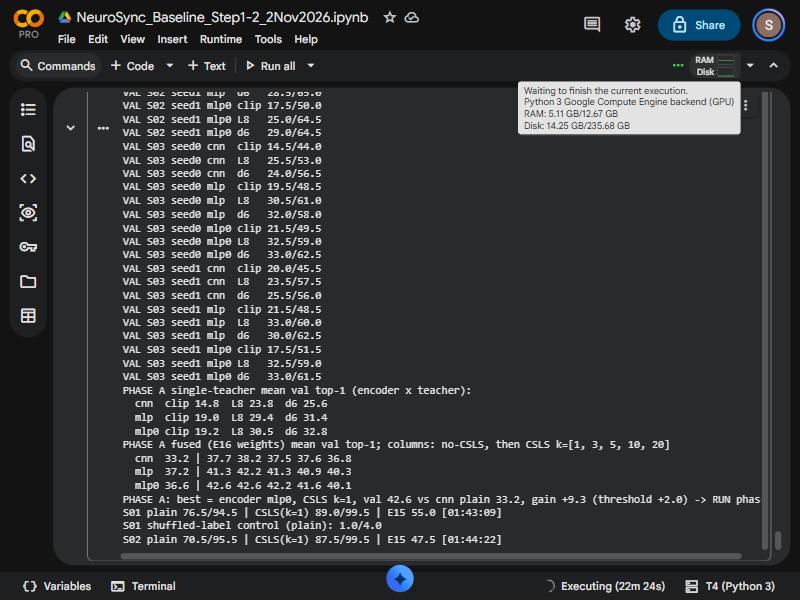 CO
PRO
NeuroSync_Baseline_Step1-2_2Nov2026.ipynb
File Edit View Insert Runtime Tools Help
Share
S
Commands + Code + Text Run all
RAM
Disk
Waiting to finish the current execution.
Python 3 Google Compute Engine backend (GPU)
RAM: 5.11 GB/12.67 GB
Disk: 14.25 GB/235.68 GB
VAL S02 seed1 mlp d6 28.5/65.0
VAL S02 seed1 mlp0 clip 17.5/50.0
VAL S02 seed1 mlp0 L8 25.0/64.5
VAL S02 seed1 mlp0 d6 29.0/64.5
VAL S03 seed0 cnn clip 14.5/44.0
VAL S03 seed0 cnn L8 25.5/53.0
VAL S03 seed0 cnn d6 24.0/56.5
VAL S03 seed0 mlp clip 19.5/48.5
VAL S03 seed0 mlp L8 30.5/61.0
VAL S03 seed0 mlp d6 32.0/58.0
VAL S03 seed0 mlp0 clip 21.5/49.5
VAL S03 seed0 mlp0 L8 32.5/59.0
VAL S03 seed0 mlp0 d6 33.0/62.5
VAL S03 seed1 cnn clip 20.0/45.5
VAL S03 seed1 cnn L8 23.5/57.5
VAL S03 seed1 cnn d6 25.5/56.0
VAL S03 seed1 mlp clip 21.5/48.5
VAL S03 seed1 mlp L8 33.0/60.0
VAL S03 seed1 mlp d6 30.0/62.5
VAL S03 seed1 mlp0 clip 17.5/51.5
VAL S03 seed1 mlp0 L8 32.5/59.0
VAL S03 seed1 mlp0 d6 33.0/61.5
PHASE A single-teacher mean val top-1 (encoder x teacher):
cnn clip 14.8 L8 23.8 d6 25.6
mlp clip 19.0 L8 29.4 d6 31.4
mlp0 clip 19.2 L8 30.5 d6 32.8
PHASE A fused (E16 weights) mean val top-1; columns: no-CSLS, then CSLS k=[1, 3, 5, 10, 20]
cnn 33.2 | 37.7 38.2 37.5 37.6 36.8
mlp 37.2 | 41.3 42.2 41.3 40.9 40.3
mlp0 36.6 | 42.6 42.6 42.2 41.6 40.1
PHASE A: best = encoder mlp0, CSLS k=1, val 42.6 vs cnn plain 33.2, gain +9.3 (threshold +2.0) -> RUN phas
S01 plain 76.5/94.5 | CSLS(k=1) 89.0/99.5 | E15 55.0 [01:43:09]
S01 shuffled-label control (plain): 1.0/4.0
S02 plain 70.5/95.5 | CSLS(k=1) 87.5/99.5 | E15 47.5 [01:44:22]
Variables Terminal Executing (22m 24s) T4 (Python 3)